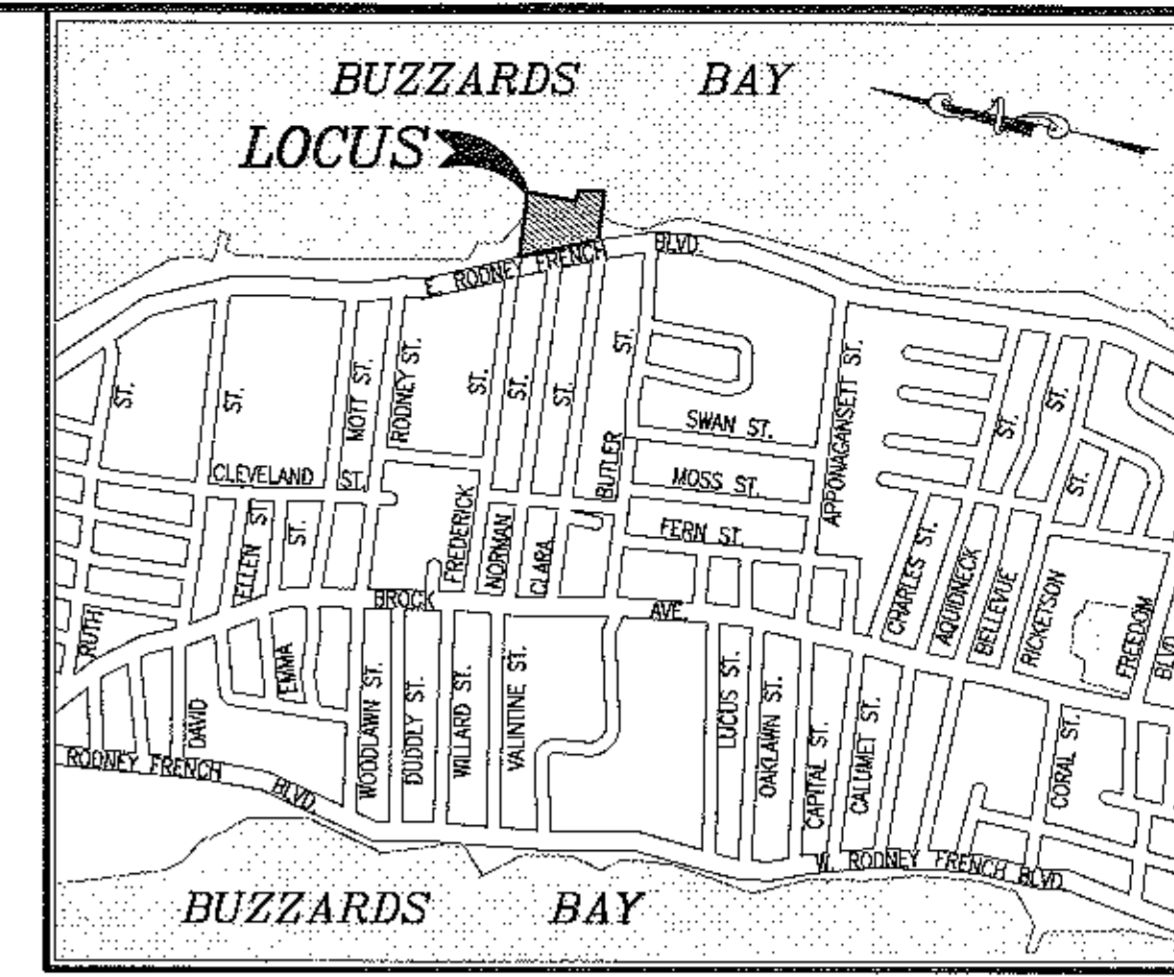 BUZZARDS BAY
LOCUS
E. RODNEY FRENCH BLVD.
ST.
ST.
MOTT ST.
RODNEY ST.
ST.
ST.
ST.
ST.
SWAN ST.
APPONAGANSETT ST.
ST.
ST.
CLEVELAND ST.
BUTLER
MOSS ST.
ST.
ELLEN ST
ST.
FREDERICK
NORMAN
CLARA
FERN ST.
CHARLES ST.
AQUIDNECK
BELLEVUE
RICKETSON
FREEDOM
BLVD
BROCK AVE.
RUTH
EMMA
DAVID
WOODLAWN ST.
DUDDLY ST.
WILLARD ST.
VALINTINE ST.
LUCUS ST.
OAKLAWN ST.
CAPITAL ST.
CALUMET ST.
CORAL ST.
RODNEY FRENCH BLVD.
W. RODNEY FRENCH BLVD.
BUZZARDS BAY